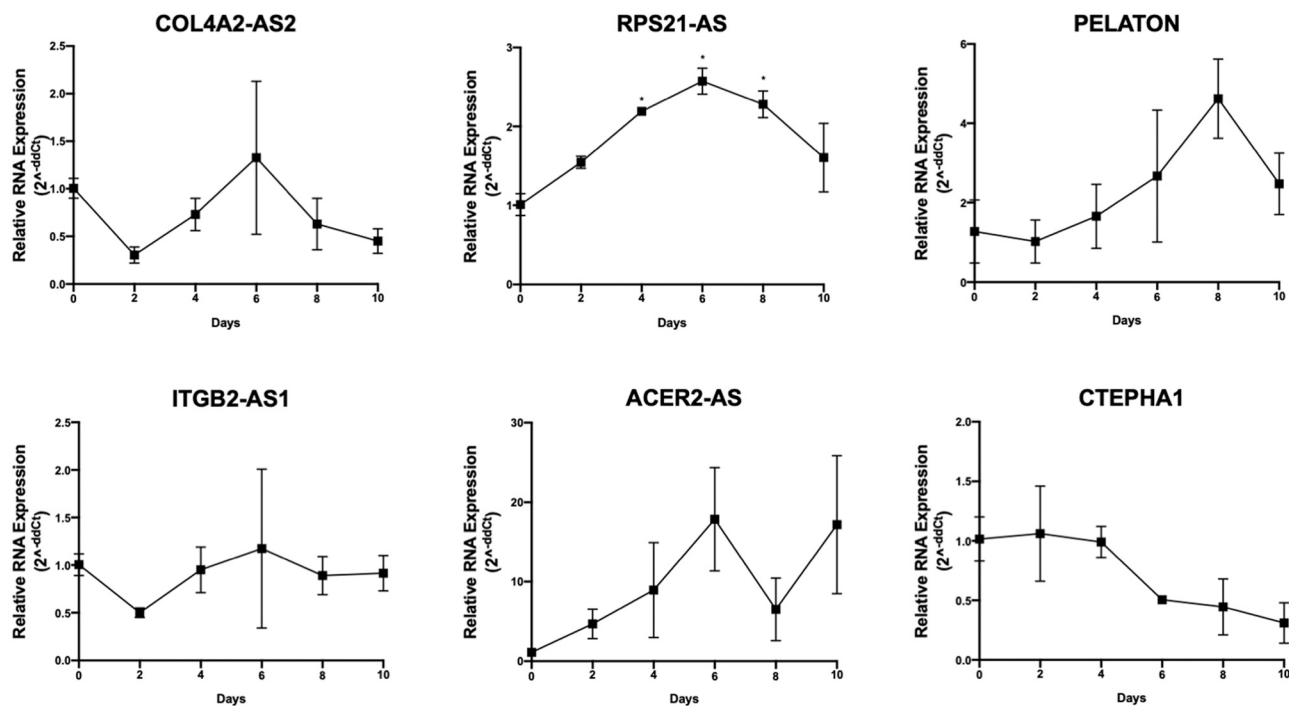 COL4A2-AS2
2.5
2.0
1.5
1.0
0.5
0.0
Relative RNA Expression
(2^-ddCt)
0 2 4 6 8 10
Days
RPS21-AS
3
2
1
0
Relative RNA Expression
(2^-ddCt)
* * *
0 2 4 6 8 10
Days
PELATON
6
4
2
0
Relative RNA Expression
(2^-ddCt)
0 2 4 6 8 10
Days
ITGB2-AS1
2.5
2.0
1.5
1.0
0.5
0.0
Relative RNA Expression
(2^-ddCt)
0 2 4 6 8 10
Days
ACER2-AS
30
20
10
0
Relative RNA Expression
(2^-ddCt)
0 2 4 6 8 10
Days
CTEPHA1
2.0
1.5
1.0
0.5
0.0
Relative RNA Expression
(2^-ddCt)
0 2 4 6 8 10
Days